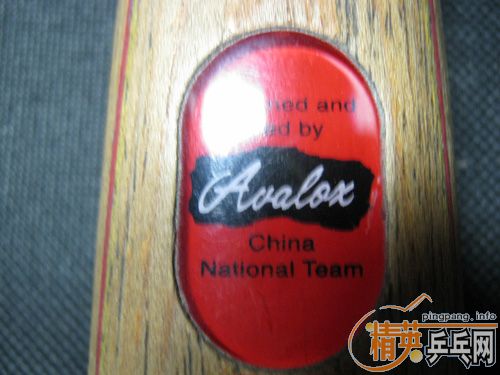 and
by
Avalox
China
National Team
pingpang.info
精英乒乓网